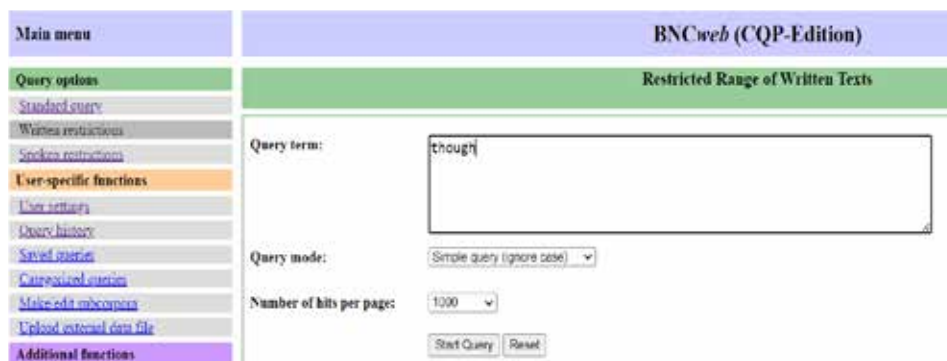 Main menu
BNCweb (CQP-Edition)
Query options
Restricted Range of Written Texts
Standard query
Written restrictions
Spoken restrictions
User-specific functions
User settings
Query history
Saved queries
Categorized queries
Make/edit subcorpora
Upload external data file
Additional functions
Query term:
though
Query mode:
Simple query (ignore case)
Number of hits per page:
1000
Start Query
Reset